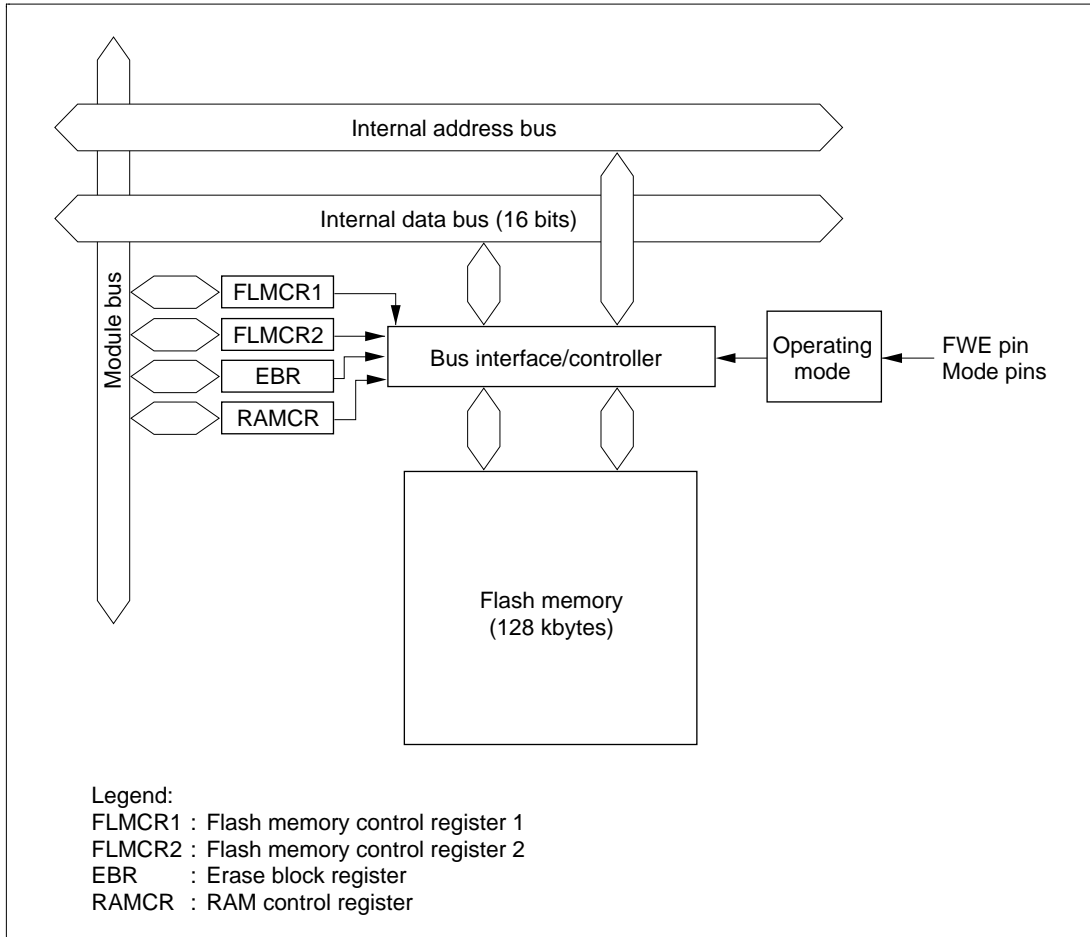 Internal address bus
Internal data bus (16 bits)
Module bus
FLMCR1
FLMCR2
EBR
RAMCR
Bus interface/controller
Operating
mode
FWE pin
Mode pins
Flash memory
(128 kbytes)
Legend:
FLMCR1 : Flash memory control register 1
FLMCR2 : Flash memory control register 2
EBR : Erase block register
RAMCR : RAM control register